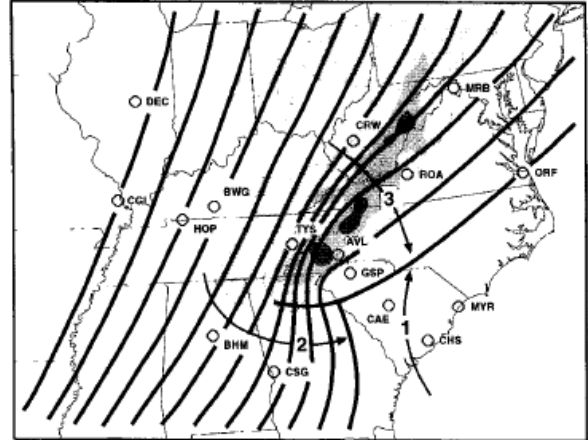 DEC
MRB
CRW
ROA
ORF
CGI
BWG
HOP
3
TYS
AVL
GSP
CAE
MYR
1
CHS
BHM
2
CSG